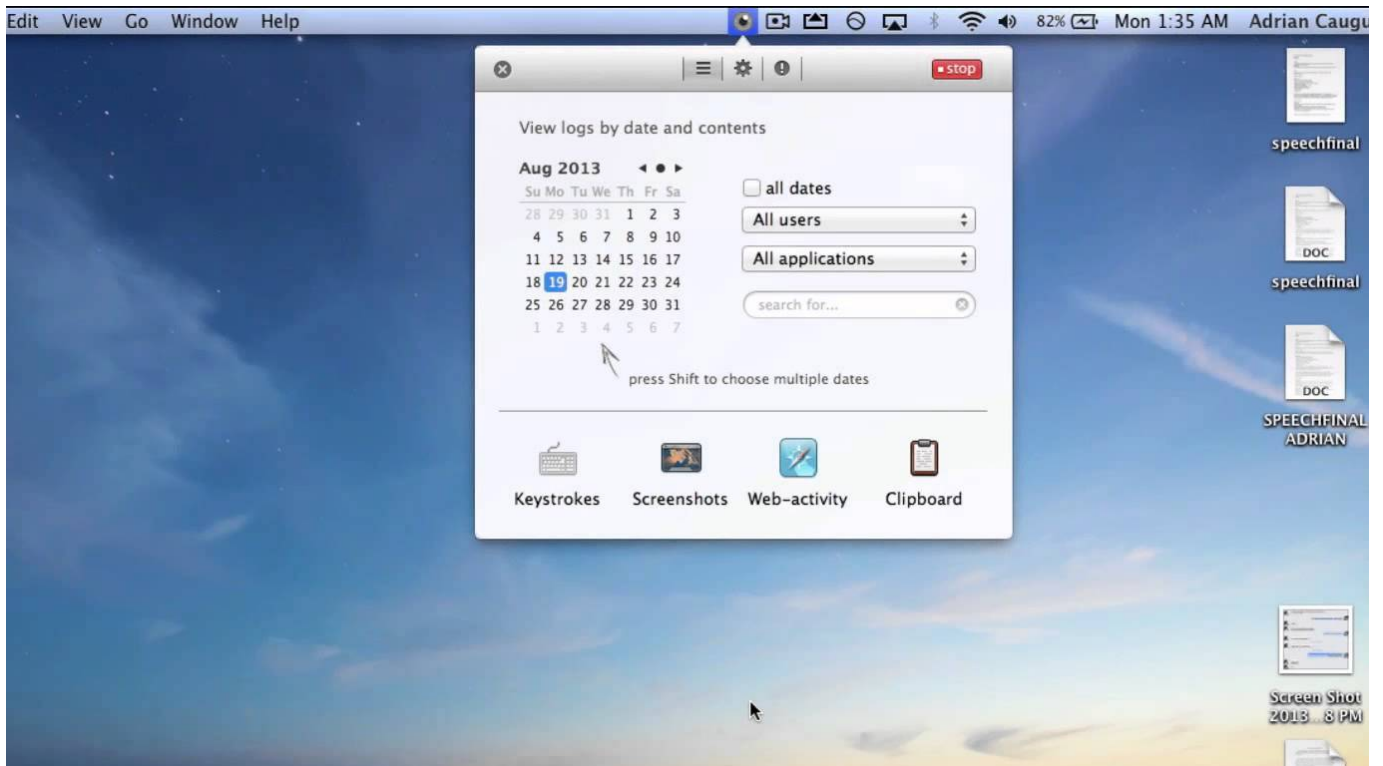 Edit View Go Window Help 82% Mon 1:35 AM Adrian Caugu
stop
View logs by date and contents
Aug 2013
Su Mo Tu We Th Fr Sa
28 29 30 31 1 2 3
4 5 6 7 8 9 10
11 12 13 14 15 16 17
18 19 20 21 22 23 24
25 26 27 28 29 30 31
1 2 3 4 5 6 7
all dates
All users
All applications
search for...
press Shift to choose multiple dates
Keystrokes Screenshots Web-activity Clipboard
speechfinal
DOC
speechfinal
DOC
SPEECHFINAL
ADRIAN
Screen Shot
2013...8 PM